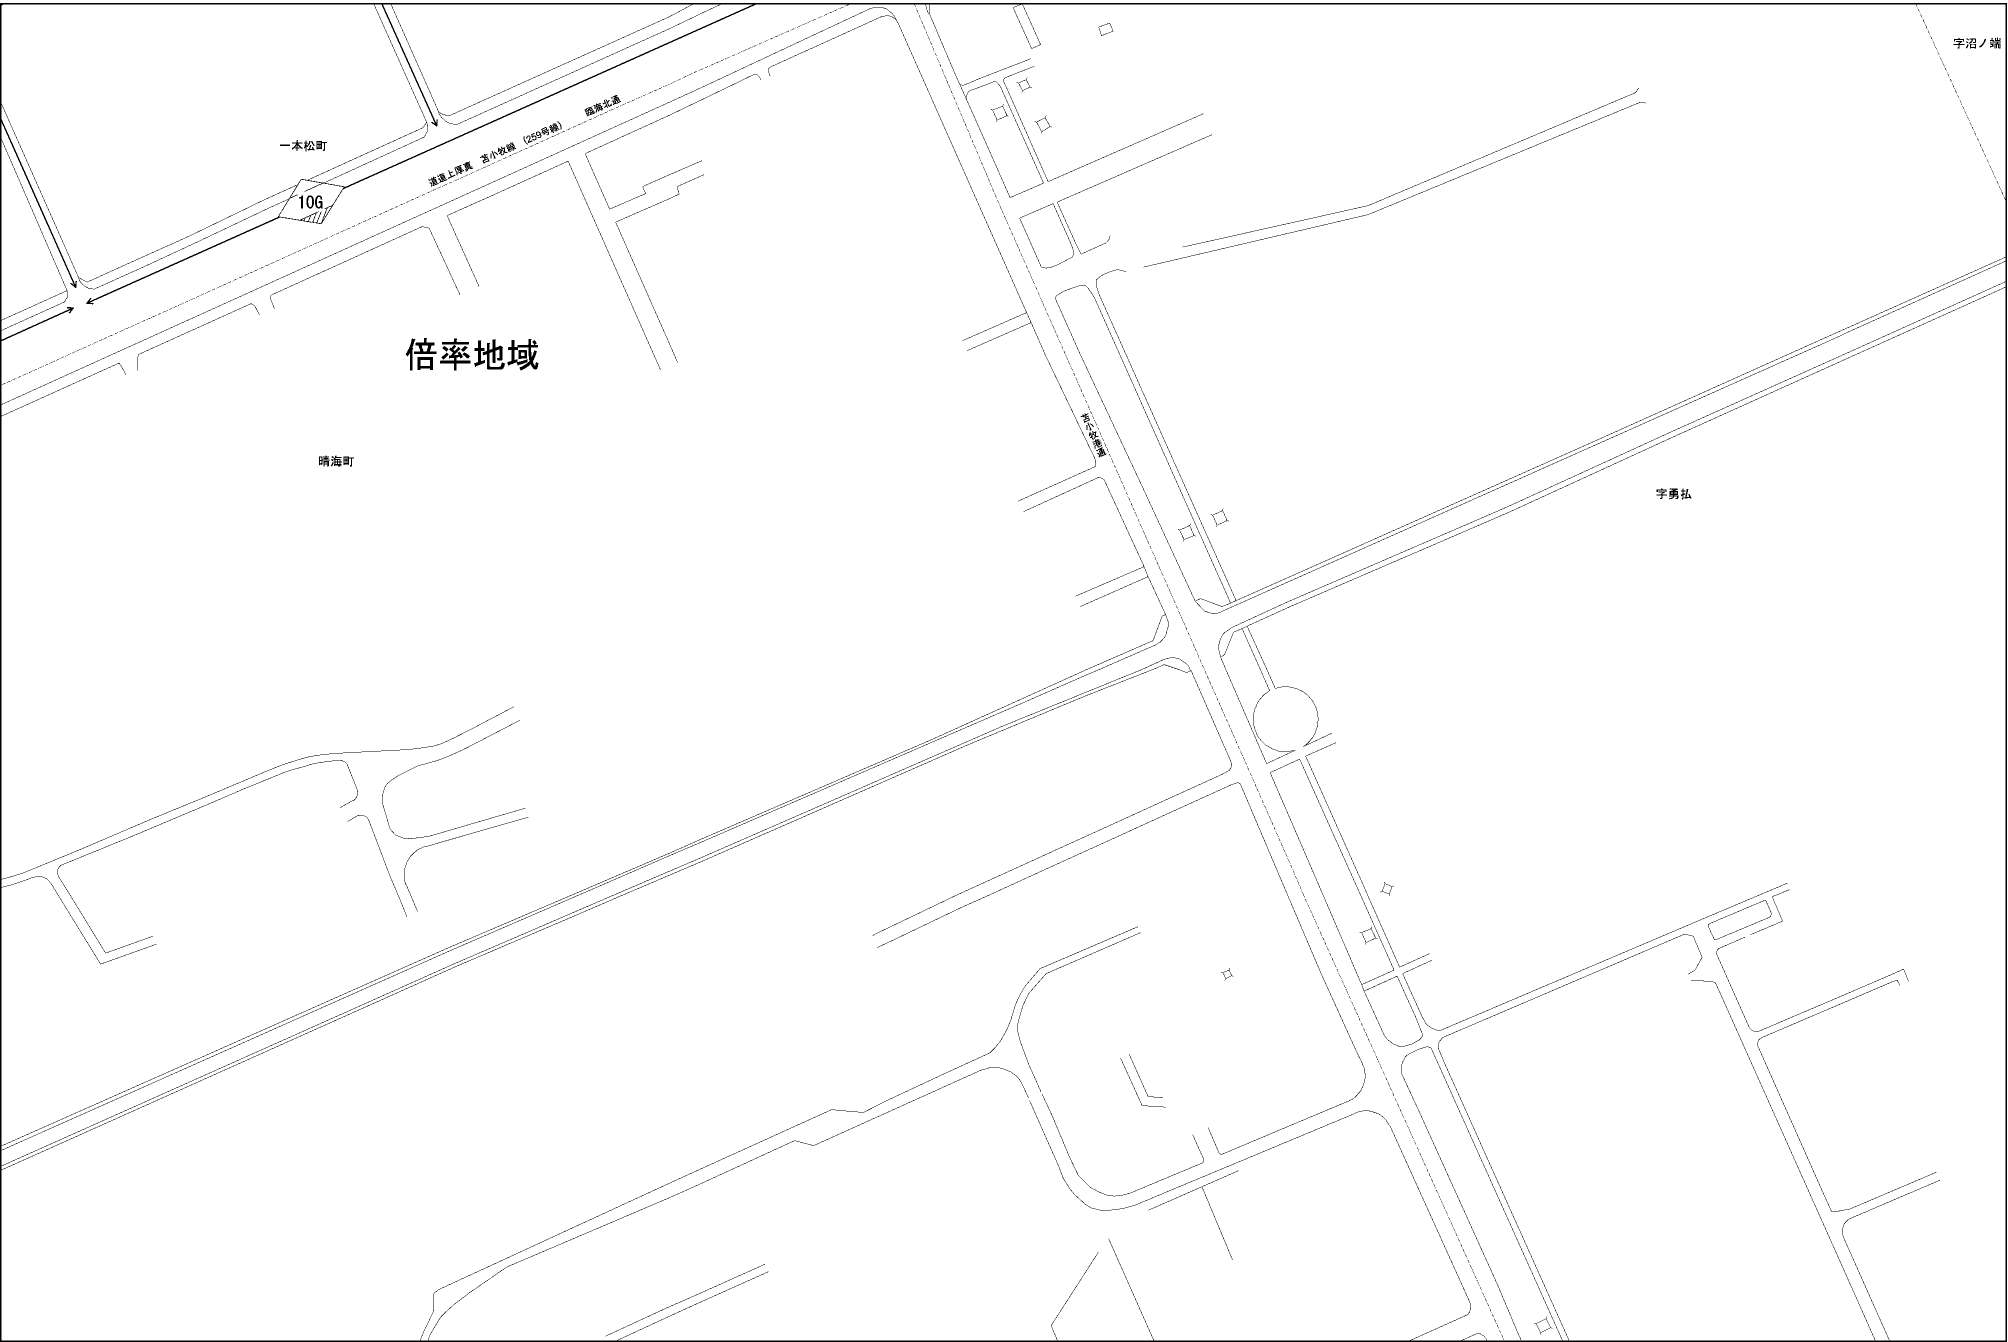 字沼ノ端
臨海北通
道道上厚真　苫小牧線　(259号線)
一本松町
10G
倍率地域
苫小牧港通
晴海町
字勇払